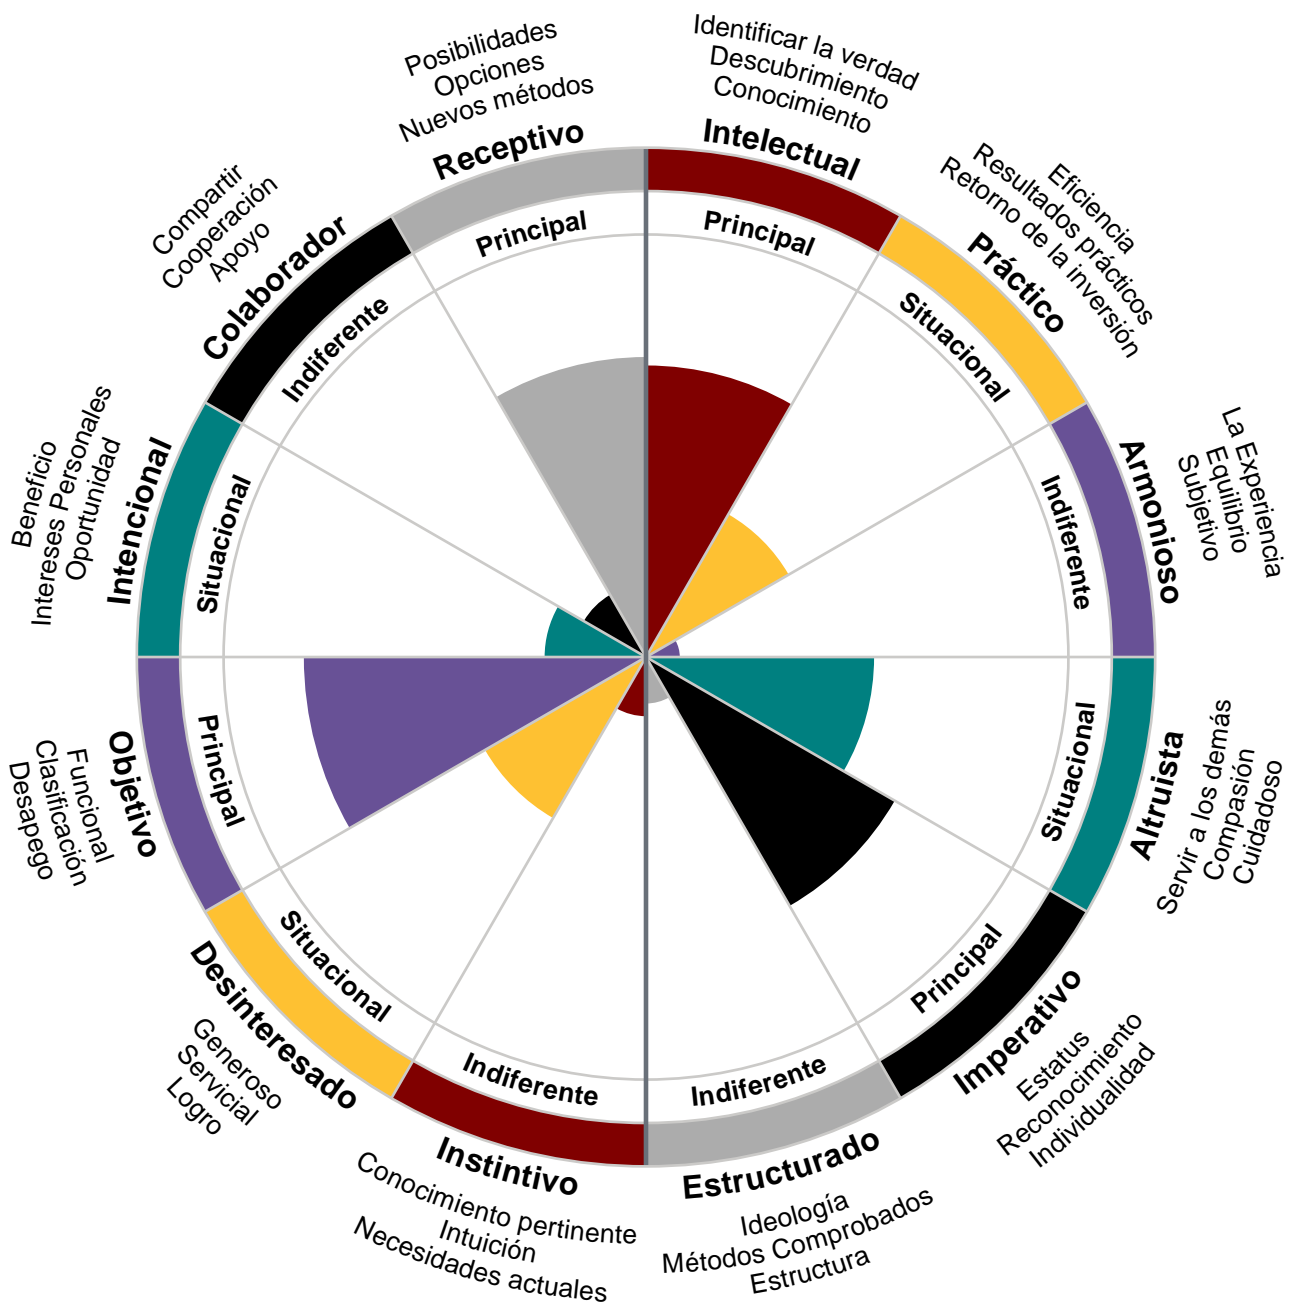 Identificar la verdad
Descubrimiento
Conocimiento
Intelectual
Principal
Eficiencia
Resultados prácticos
Retorno de la inversión
Práctico
Situacional
La Experiencia
Equilibrio
Subjetivo
Armonioso
Indiferente
Altruista
Situacional
Servir a los demás
Compasión
Cuidadoso
Imperativo
Principal
Estatus
Reconocimiento
Individualidad
Indiferente
Estructurado
Ideología
Métodos Comprobados
Estructura
Indiferente
Instintivo
Conocimiento pertinente
Intuición
Necesidades actuales
Situacional
Desinteresado
Generoso
Servicial
Logro
Principal
Objetivo
Funcional
Clasificación
Desapego
Beneficio
Intereses Personales
Oportunidad
Intencional
Situacional
Compartir
Cooperación
Apoyo
Colaborador
Indiferente
Posibilidades
Opciones
Nuevos métodos
Receptivo
Principal